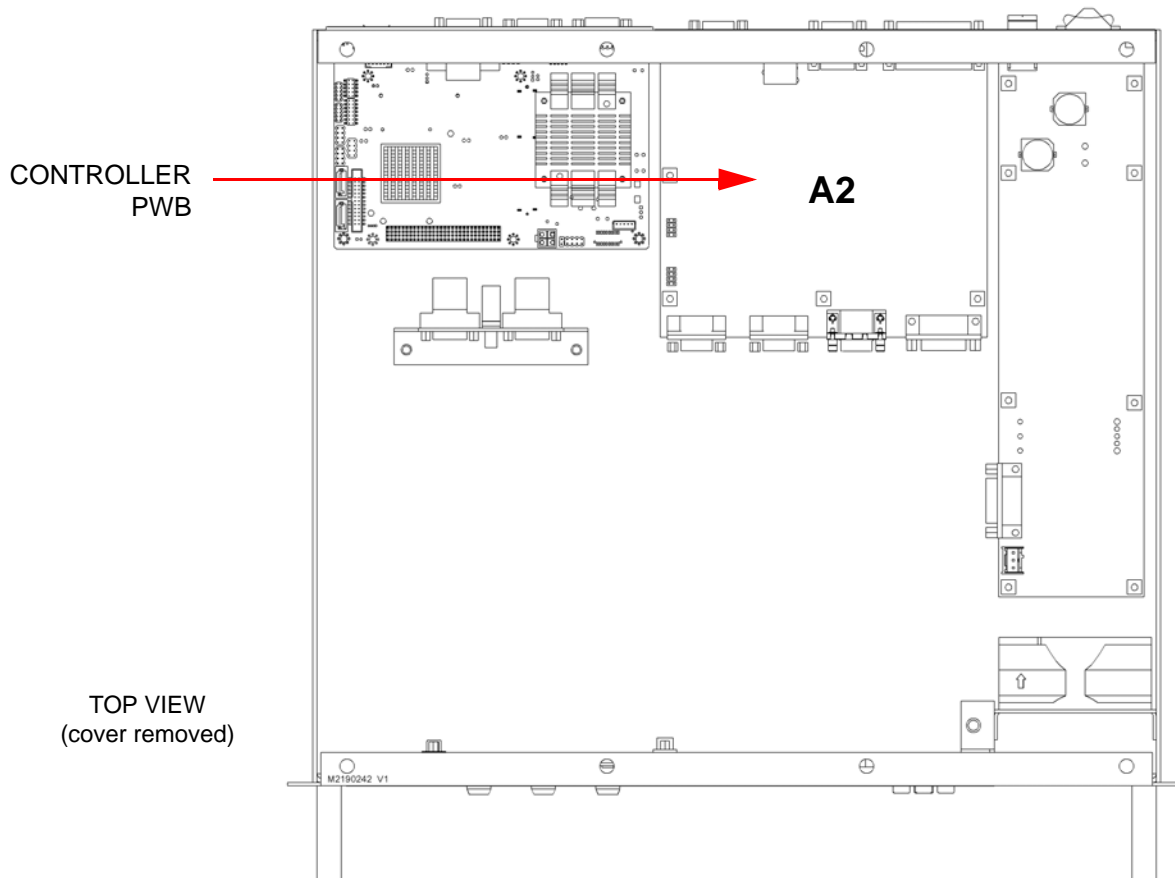 CONTROLLER
PWB
A2
TOP VIEW
(cover removed)
M2190242 V1